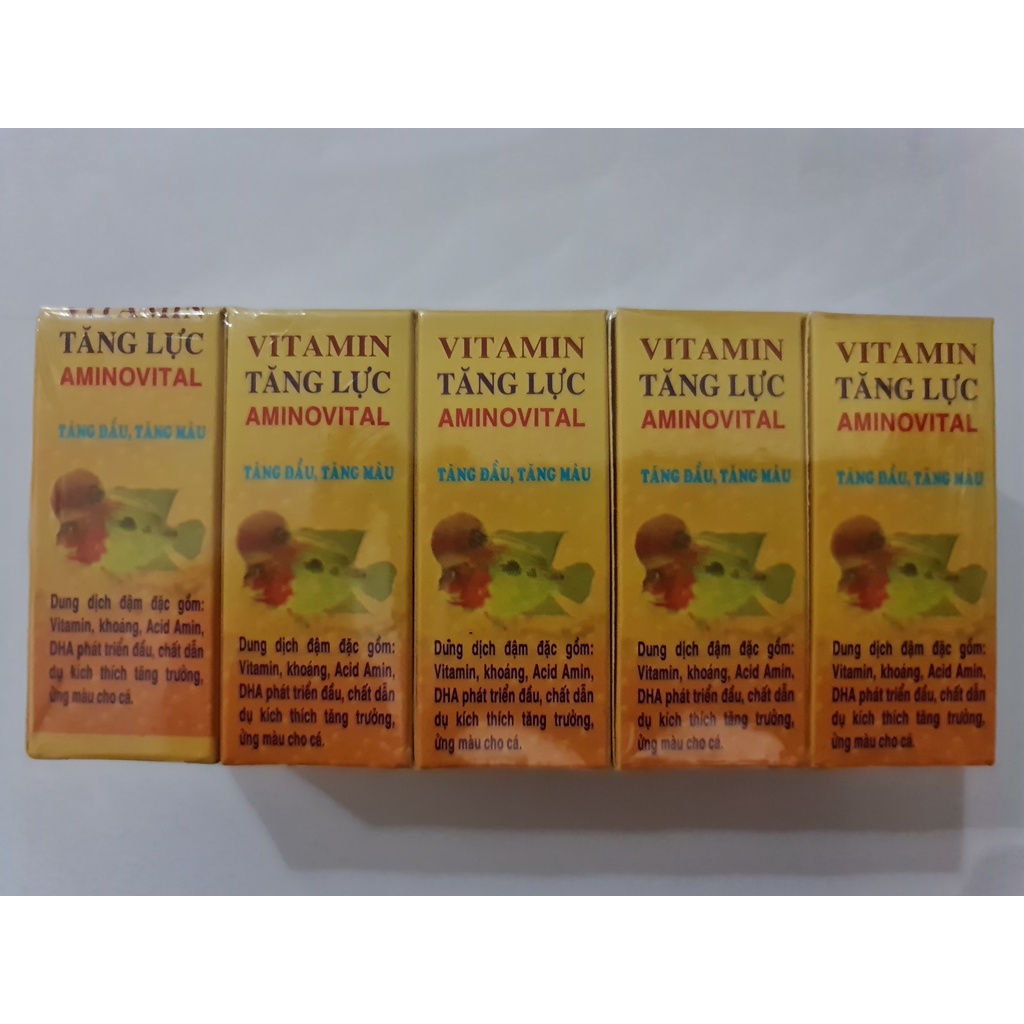 VITAMIN
TĂNG LỰC
AMINOVITAL
TĂNG ĐẦU, TĂNG MÀU
Dung dịch đậm đặc gồm:
Vitamin, khoáng, Acid Amin,
DHA phát triển đầu, chất dẫn
dụ kích thích tăng trưởng,
ửng màu cho cá.
VITAMIN
TĂNG LỰC
AMINOVITAL
TĂNG ĐẦU, TĂNG MÀU
Dung dịch đậm đặc gồm:
Vitamin, khoáng, Acid Amin,
DHA phát triển đầu, chất dẫn
dụ kích thích tăng trưởng,
ửng màu cho cá.
VITAMIN
TĂNG LỰC
AMINOVITAL
TĂNG ĐẦU, TĂNG MÀU
Dung dịch đậm đặc gồm:
Vitamin, khoáng, Acid Amin,
DHA phát triển đầu, chất dẫn
dụ kích thích tăng trưởng,
ửng màu cho cá.
VITAMIN
TĂNG LỰC
AMINOVITAL
TĂNG ĐẦU, TĂNG MÀU
Dung dịch đậm đặc gồm:
Vitamin, khoáng, Acid Amin,
DHA phát triển đầu, chất dẫn
dụ kích thích tăng trưởng,
ửng màu cho cá.
VITAMIN
TĂNG LỰC
AMINOVITAL
TĂNG ĐẦU, TĂNG MÀU
Dung dịch đậm đặc gồm:
Vitamin, khoáng, Acid Amin,
DHA phát triển đầu, chất dẫn
dụ kích thích tăng trưởng,
ửng màu cho cá.